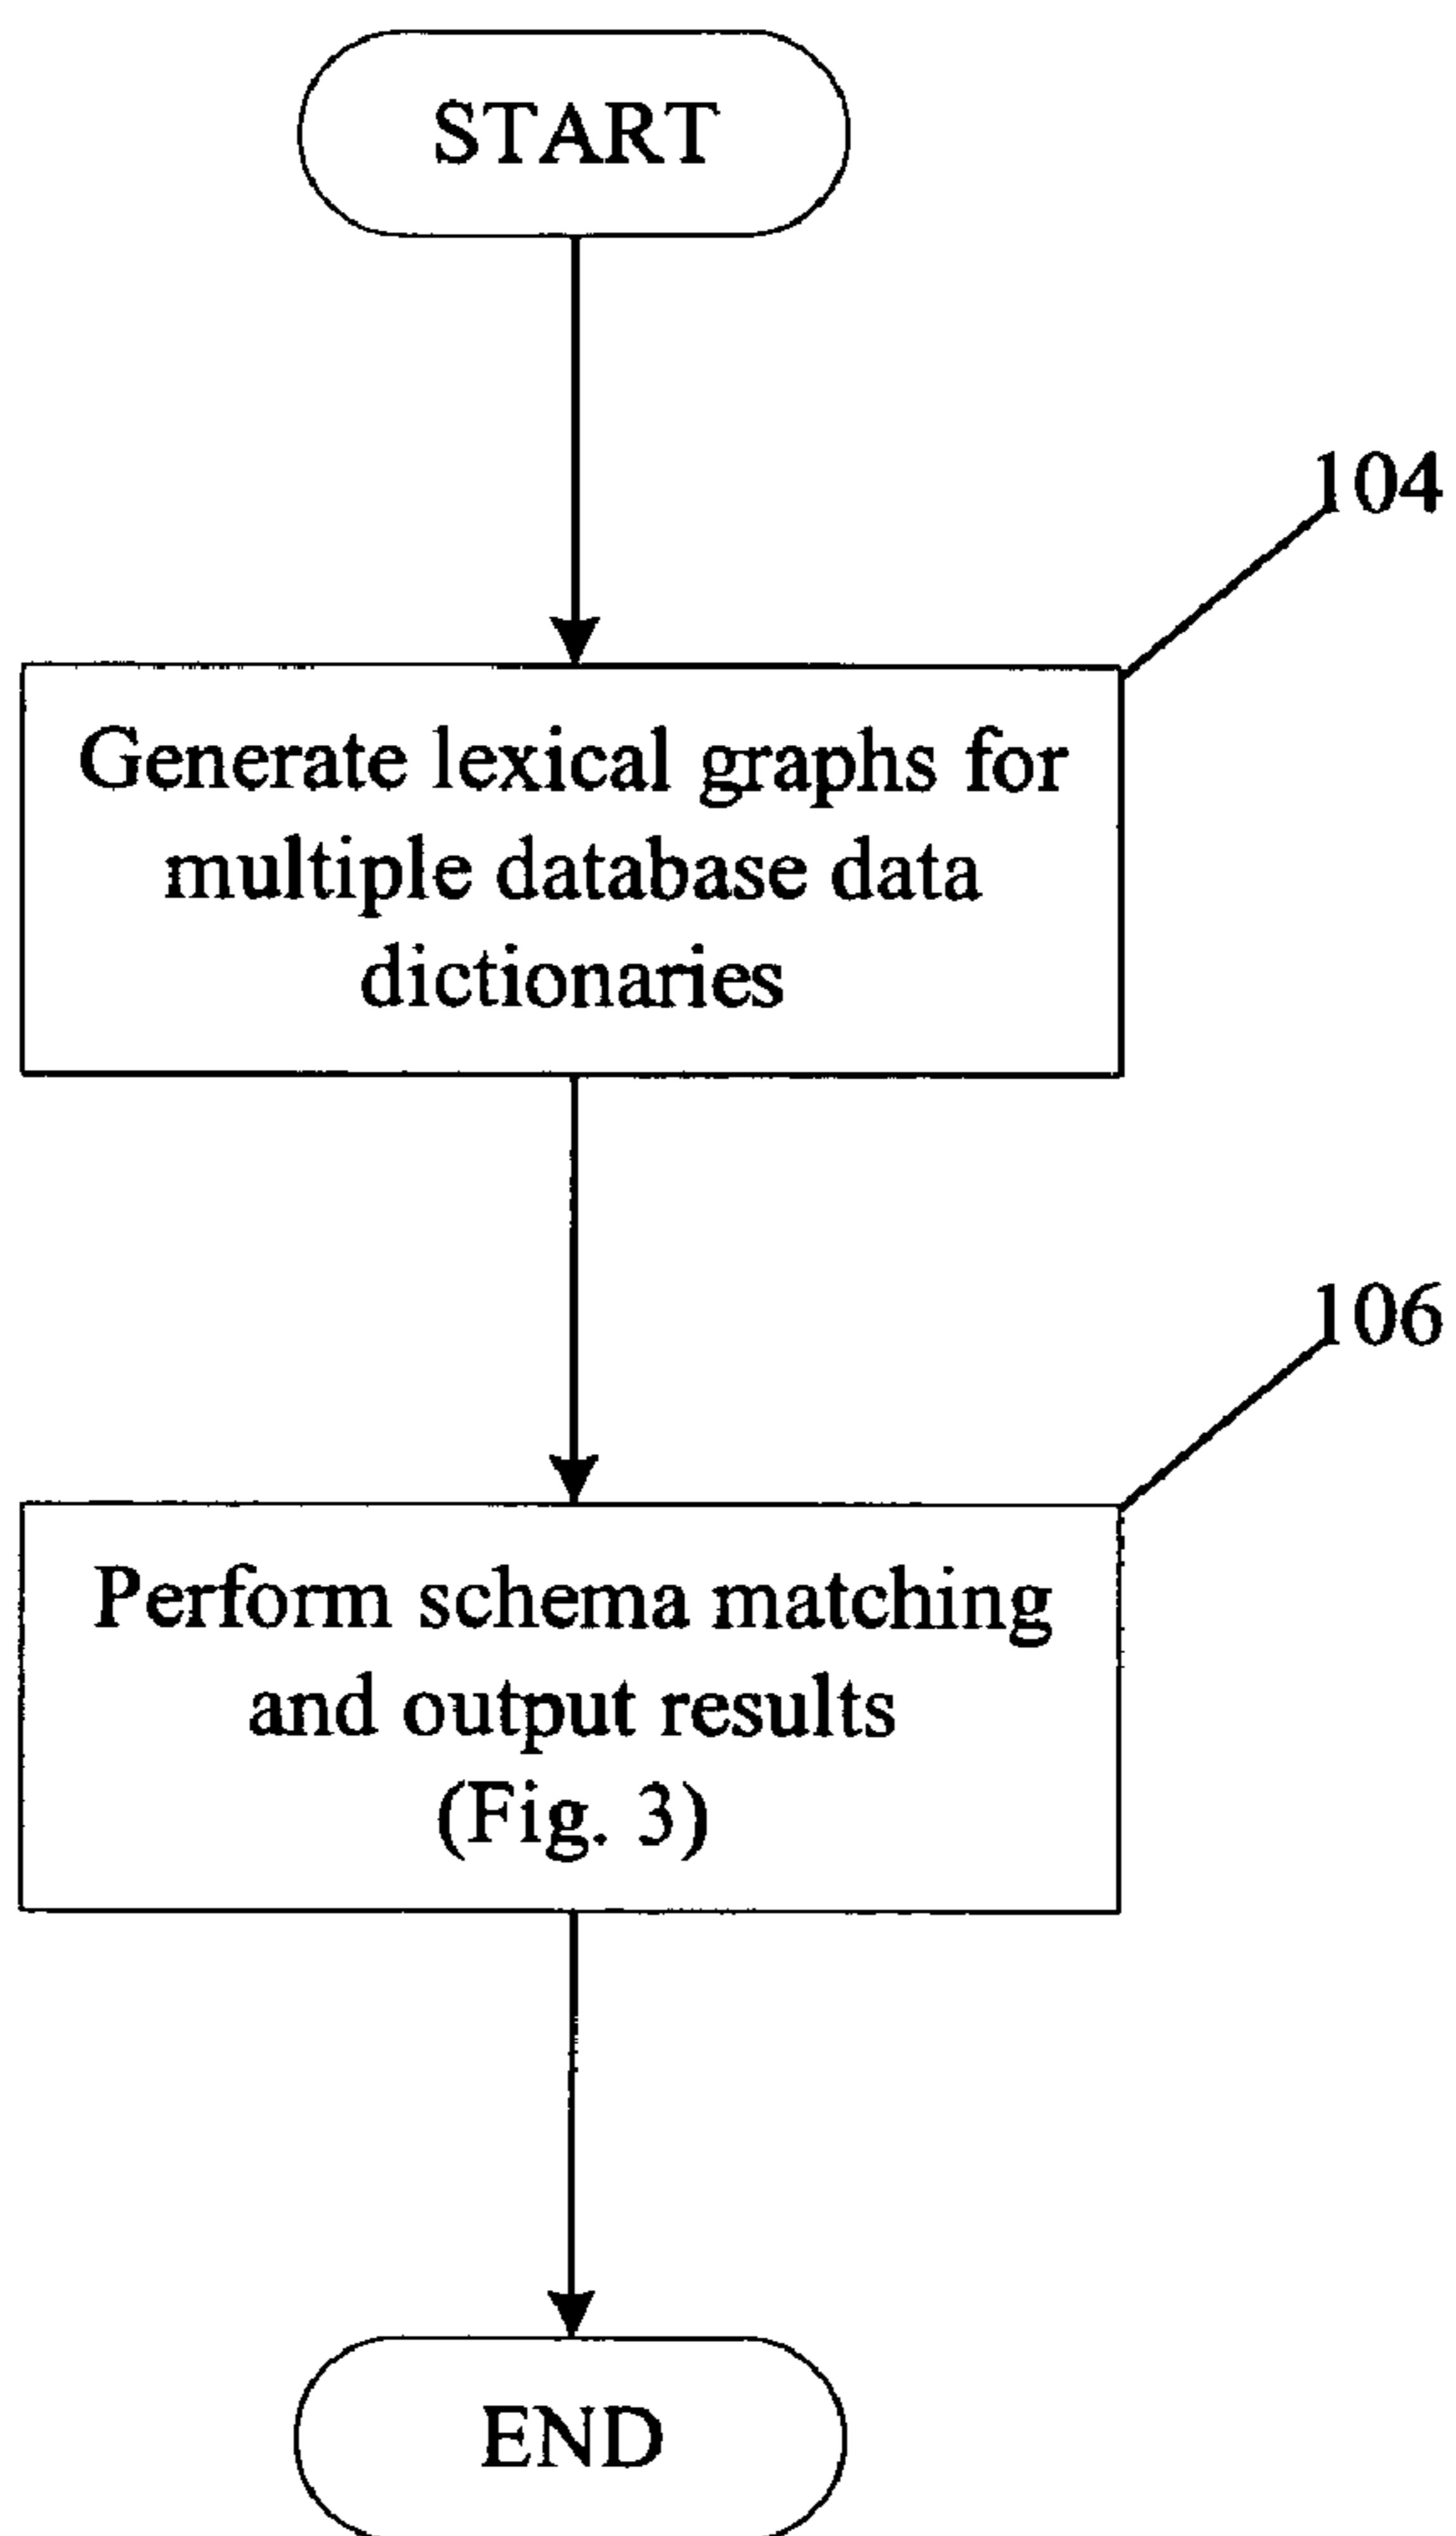 START
104
Generate lexical graphs for
multiple database data
dictionaries
106
Perform schema matching
and output results
(Fig. 3)
END